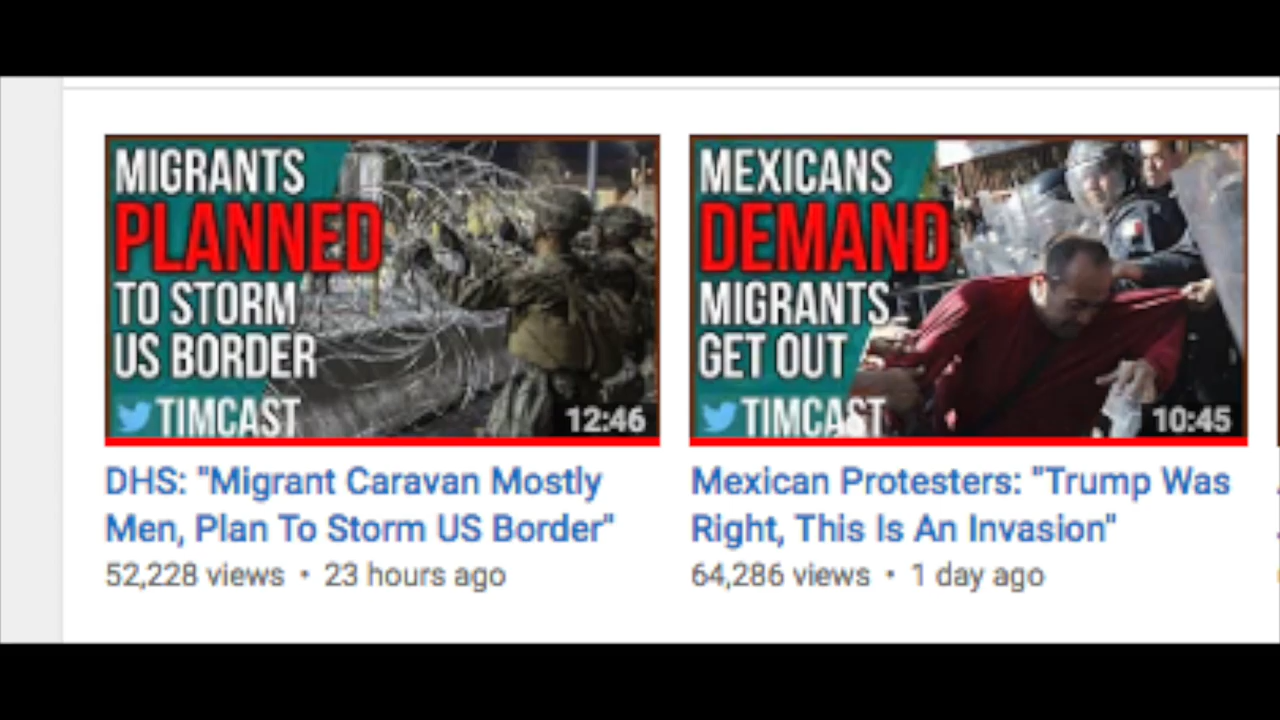 MIGRANTS
PLANNED
TO STORM
US BORDER
TIMCAST
12:46
DHS: "Migrant Caravan Mostly
Men, Plan To Storm US Border"
52,228 views • 23 hours ago
MEXICANS
DEMAND
MIGRANTS
GET OUT
TIMCAST
10:45
Mexican Protesters: "Trump Was
Right, This Is An Invasion"
64,286 views • 1 day ago